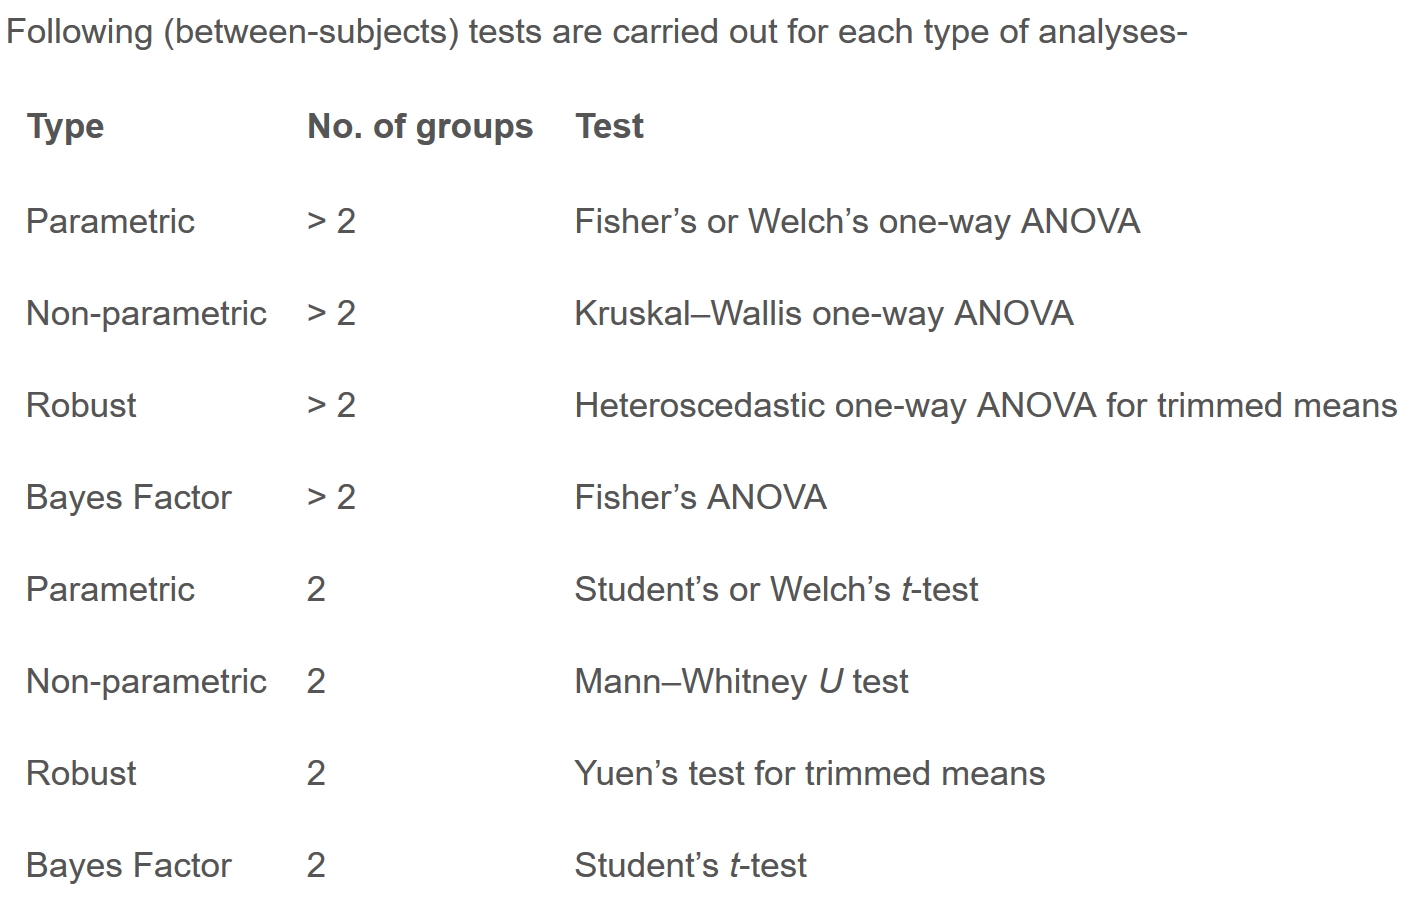 Following (between-subjects) tests are carried out for each type of analyses-
Type No. of groups Test
Parametric > 2 Fisher’s or Welch’s one-way ANOVA
Non-parametric > 2 Kruskal–Wallis one-way ANOVA
Robust > 2 Heteroscedastic one-way ANOVA for trimmed means
Bayes Factor > 2 Fisher’s ANOVA
Parametric 2 Student’s or Welch’s t-test
Non-parametric 2 Mann–Whitney U test
Robust 2 Yuen’s test for trimmed means
Bayes Factor 2 Student’s t-test